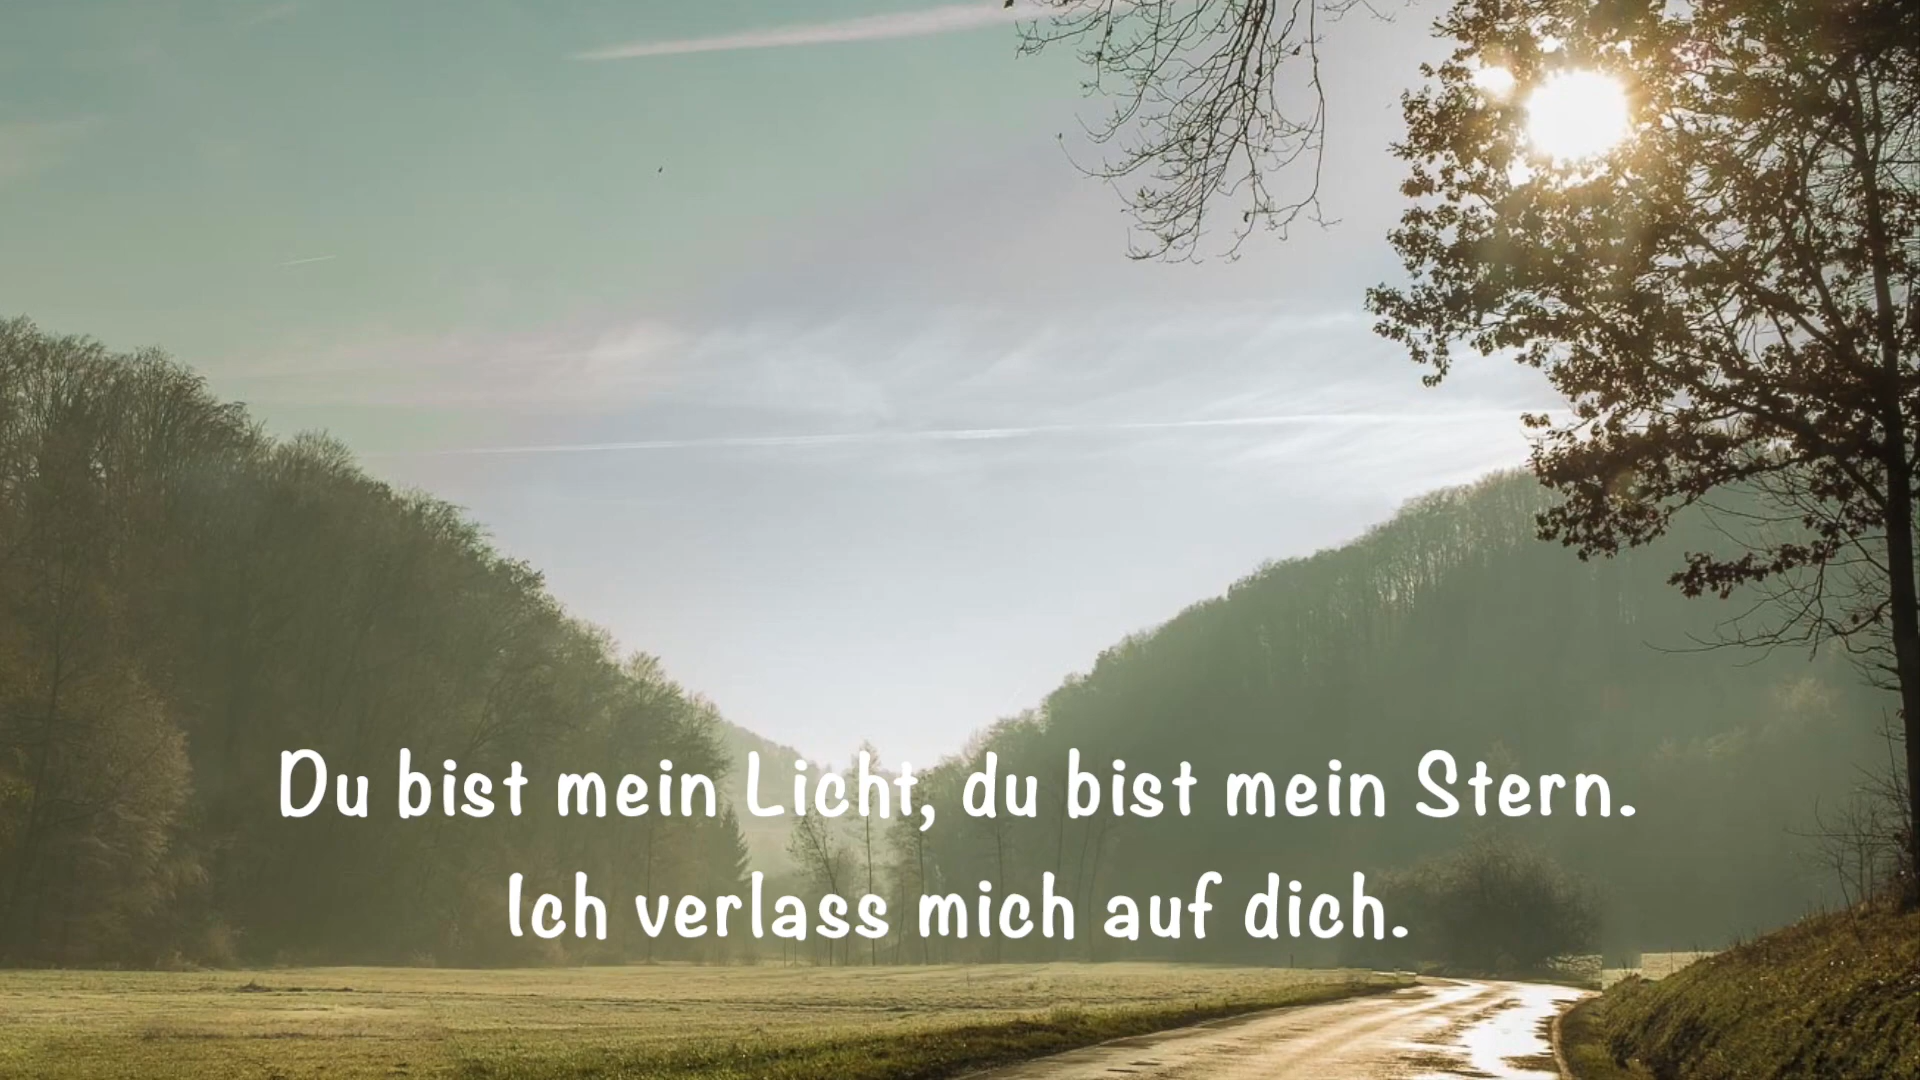 Du bist mein Licht, du bist mein Stern.
Ich verlass mich auf dich.